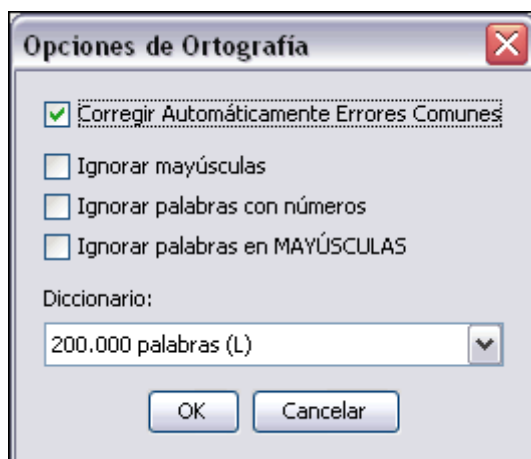 Opciones de Ortografía
Corregir Automáticamente Errores Comunes
Ignorar mayúsculas
Ignorar palabras con números
Ignorar palabras en MAYÚSCULAS
Diccionario:
200.000 palabras (L)
OK Cancelar